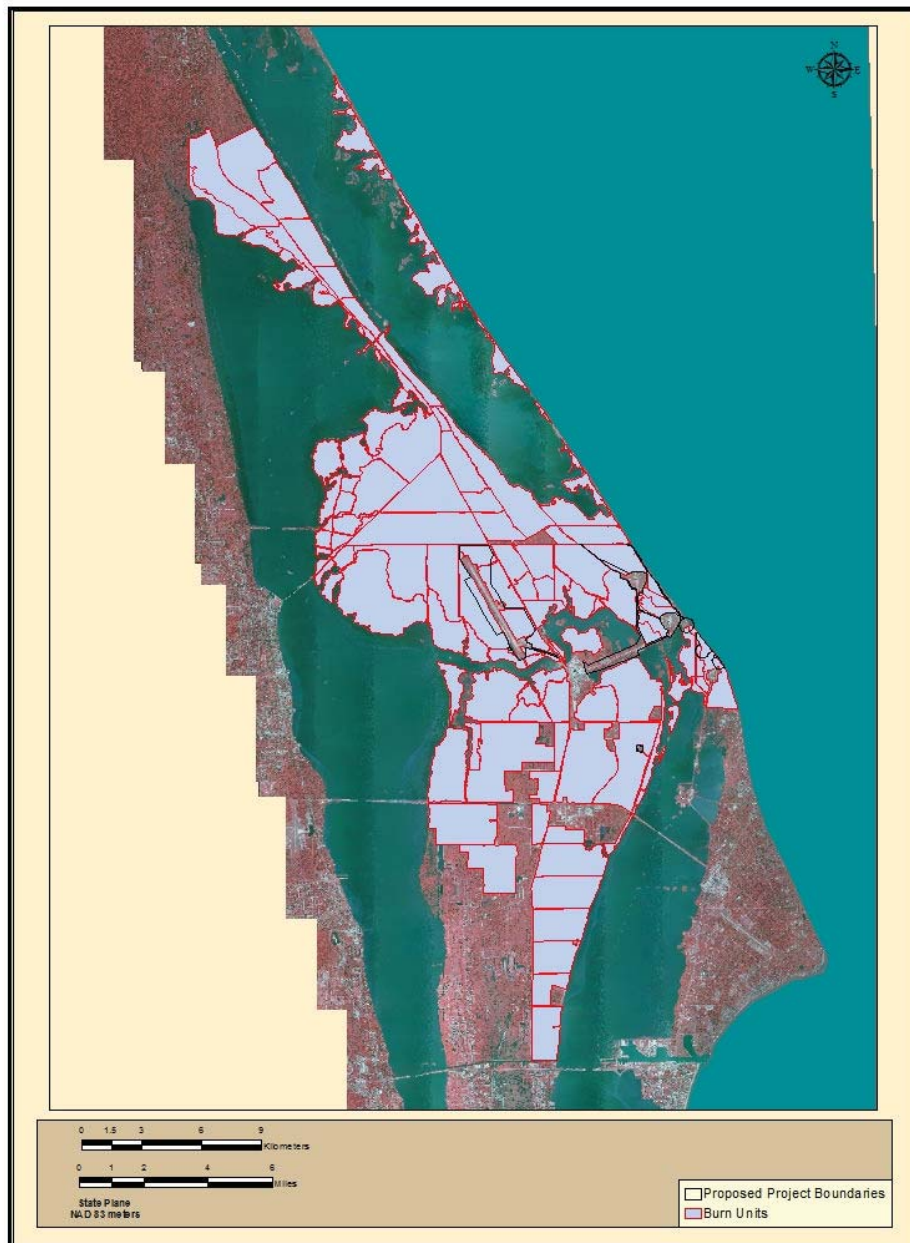 N
W E
S
0 1.5 3 6 9
Kilometers
0 1 2 4 6
Miles
State Plane
NAD 83 meters
Proposed Project Boundaries
Burn Units